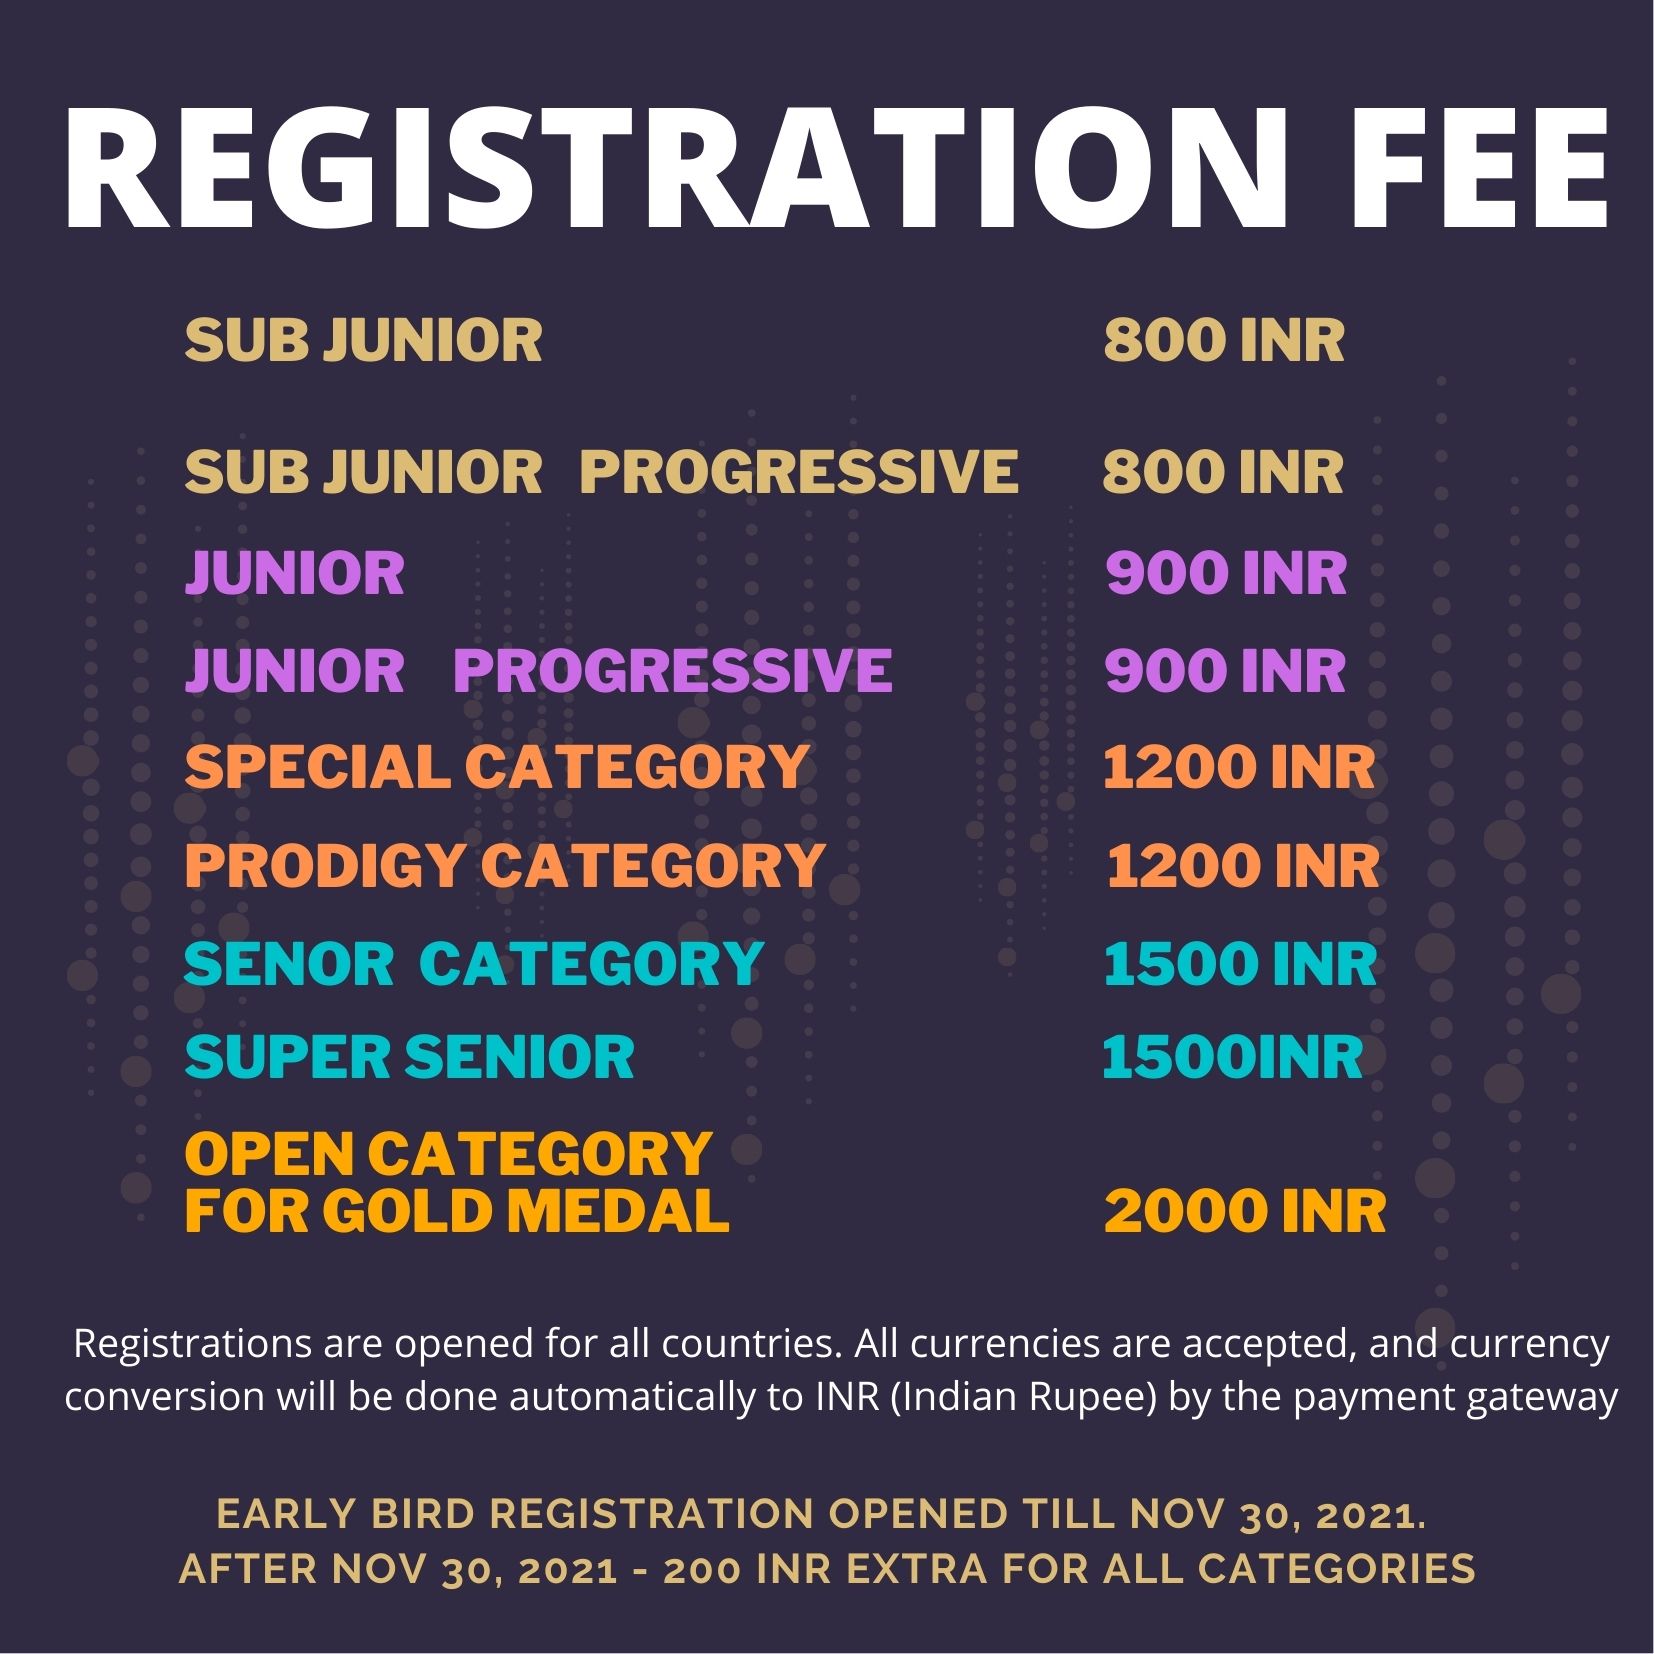 REGISTRATION FEE
SUB JUNIOR 800 INR
SUB JUNIOR PROGRESSIVE 800 INR
JUNIOR 900 INR
JUNIOR PROGRESSIVE 900 INR
SPECIAL CATEGORY 1200 INR
PRODIGY CATEGORY 1200 INR
SENOR CATEGORY 1500 INR
SUPER SENIOR 1500INR
OPEN CATEGORY
FOR GOLD MEDAL 2000 INR
Registrations are opened for all countries. All currencies are accepted, and currency
conversion will be done automatically to INR (Indian Rupee) by the payment gateway
EARLY BIRD REGISTRATION OPENED TILL NOV 30, 2021.
AFTER NOV 30, 2021 - 200 INR EXTRA FOR ALL CATEGORIES